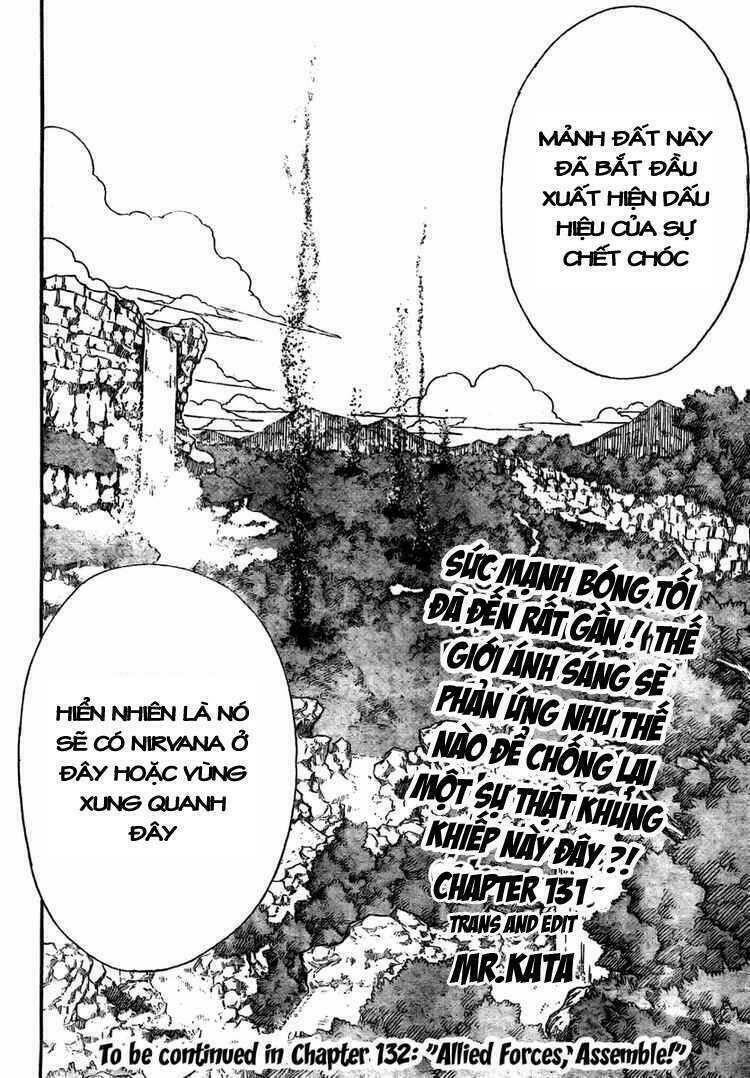 MẢNH ĐẤT NÀY
ĐÃ BẮT ĐẦU
XUẤT HIỆN DẤU
HIỆU CỦA SỰ
CHẾT CHÓC
HIỂN NHIÊN LÀ NÓ
SẼ CÓ NIRVANA Ở
ĐÂY HOẶC VÙNG
XUNG QUANH
ĐÂY
SỨC MẠNH BÓNG TỐI
ĐÃ ĐẾN RẤT GẦN ! THẾ
GIỚI ÁNH SÁNG SẼ
PHẢN ỨNG NHƯ THẾ
NÀO ĐỂ CHỐNG LẠI
MỘT SỰ THẬT KHỦNG
KHIẾP NÀY ĐÂY ?!
CHAPTER 131
TRANS AND EDIT
MR.KATA
To be continued in Chapter 132: "Allied Forces, Assemble!"